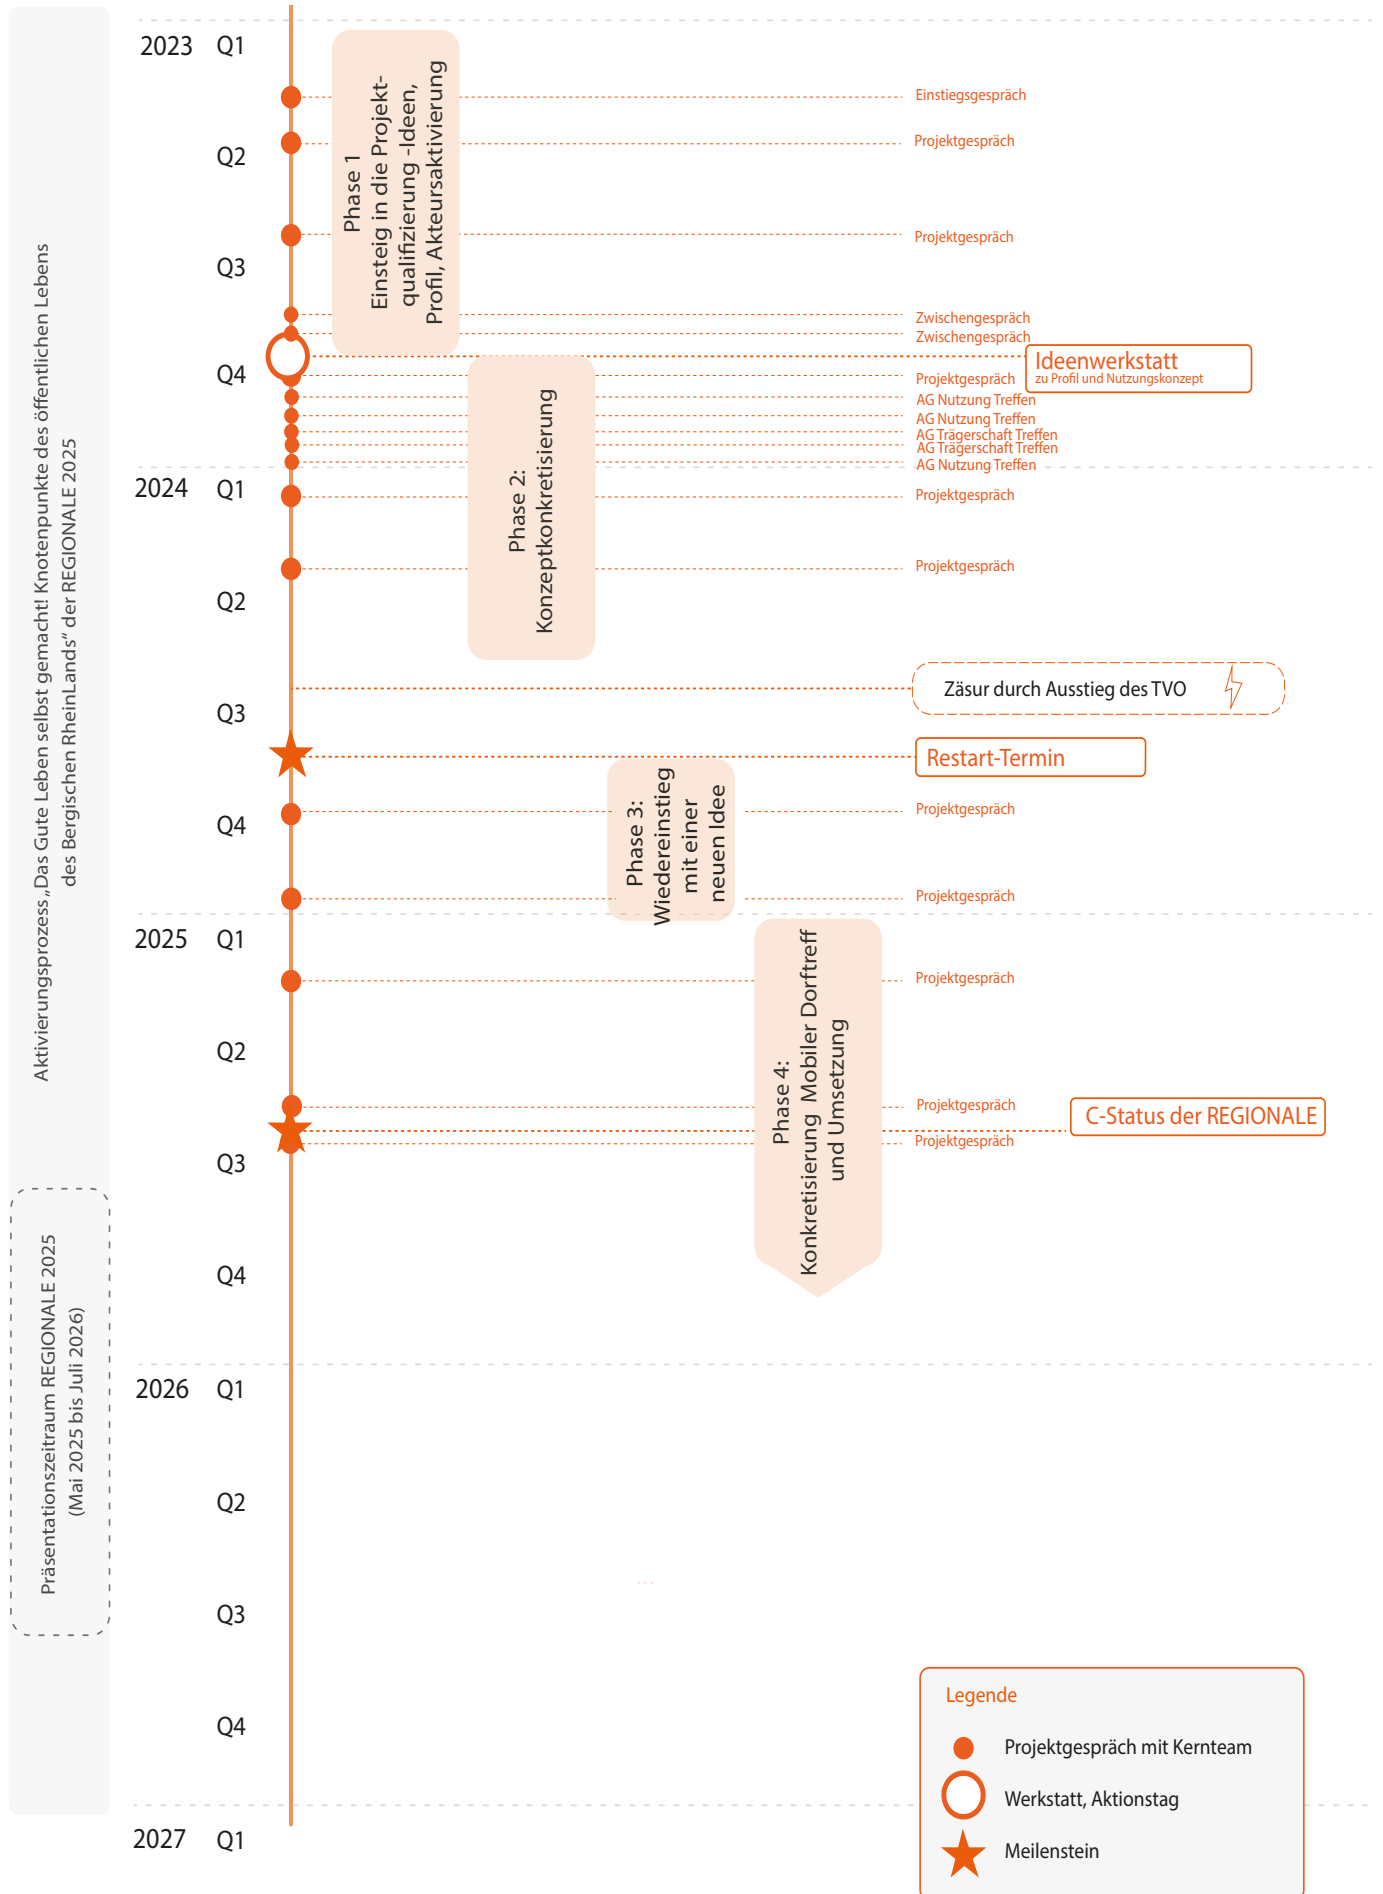 Aktivierungsprozess „Das Gute Leben selbst gemacht! Knotenpunkte des öffentlichen Lebens
des Bergischen RheinLands“ der REGIONALE 2025
Präsentationszeitraum REGIONALE 2025
(Mai 2025 bis Juli 2026)
2023 Q1
Q2
Q3
Q4
2024 Q1
Q2
Q3
Q4
2025 Q1
Q2
Q3
Q4
2026 Q1
Q2
Q3
Q4
2027 Q1
Phase 1
Einsteig in die Projekt-
qualifizierung -Ideen,
Profil, Akteursaktivierung
Phase 2:
Konzeptkonkretisierung
Phase 3:
Wiedereinstieg
mit einer
neuen Idee
Phase 4:
Konkretisierung Mobiler Dorftreff
und Umsetzung
Einstiegsgespräch
Projektgespräch
Projektgespräch
Zwischengespräch
Zwischengespräch
Ideenwerkstatt
zu Profil und Nutzungskonzept
Projektgespräch
AG Nutzung Treffen
AG Nutzung Treffen
AG Trägerschaft Treffen
AG Trägerschaft Treffen
AG Nutzung Treffen
Projektgespräch
Projektgespräch
Zäsur durch Ausstieg des TVO
Restart-Termin
Projektgespräch
Projektgespräch
Projektgespräch
Projektgespräch
C-Status der REGIONALE
Projektgespräch
...
Legende
Projektgespräch mit Kernteam
Werkstatt, Aktionstag
Meilenstein